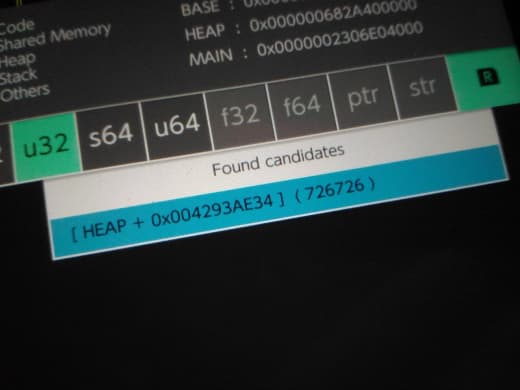 Code
Shared Memory
Heap
Stack
Others
BASE :
HEAP : 0x000000682A400000
MAIN : 0x0000002306E04000
u32 s64 u64 f32 f64 ptr str R
Found candidates
[ HEAP + 0x004293AE34 ] ( 726726 )